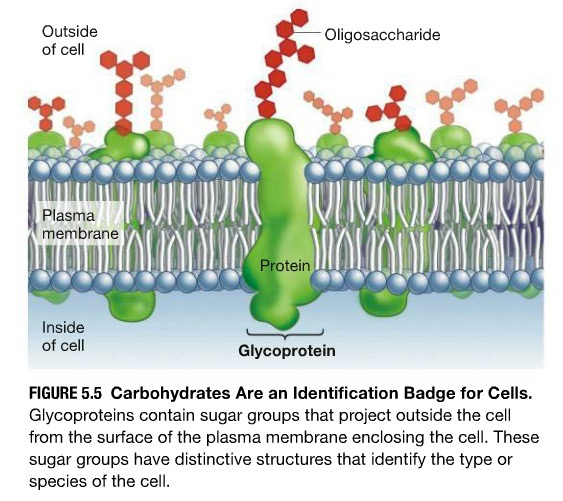 Outside
of cell
Oligosaccharide
Plasma
membrane
Protein
Inside
of cell
Glycoprotein
FIGURE 5.5 Carbohydrates Are an Identification Badge for Cells.
Glycoproteins contain sugar groups that project outside the cell
from the surface of the plasma membrane enclosing the cell. These
sugar groups have distinctive structures that identify the type or
species of the cell.